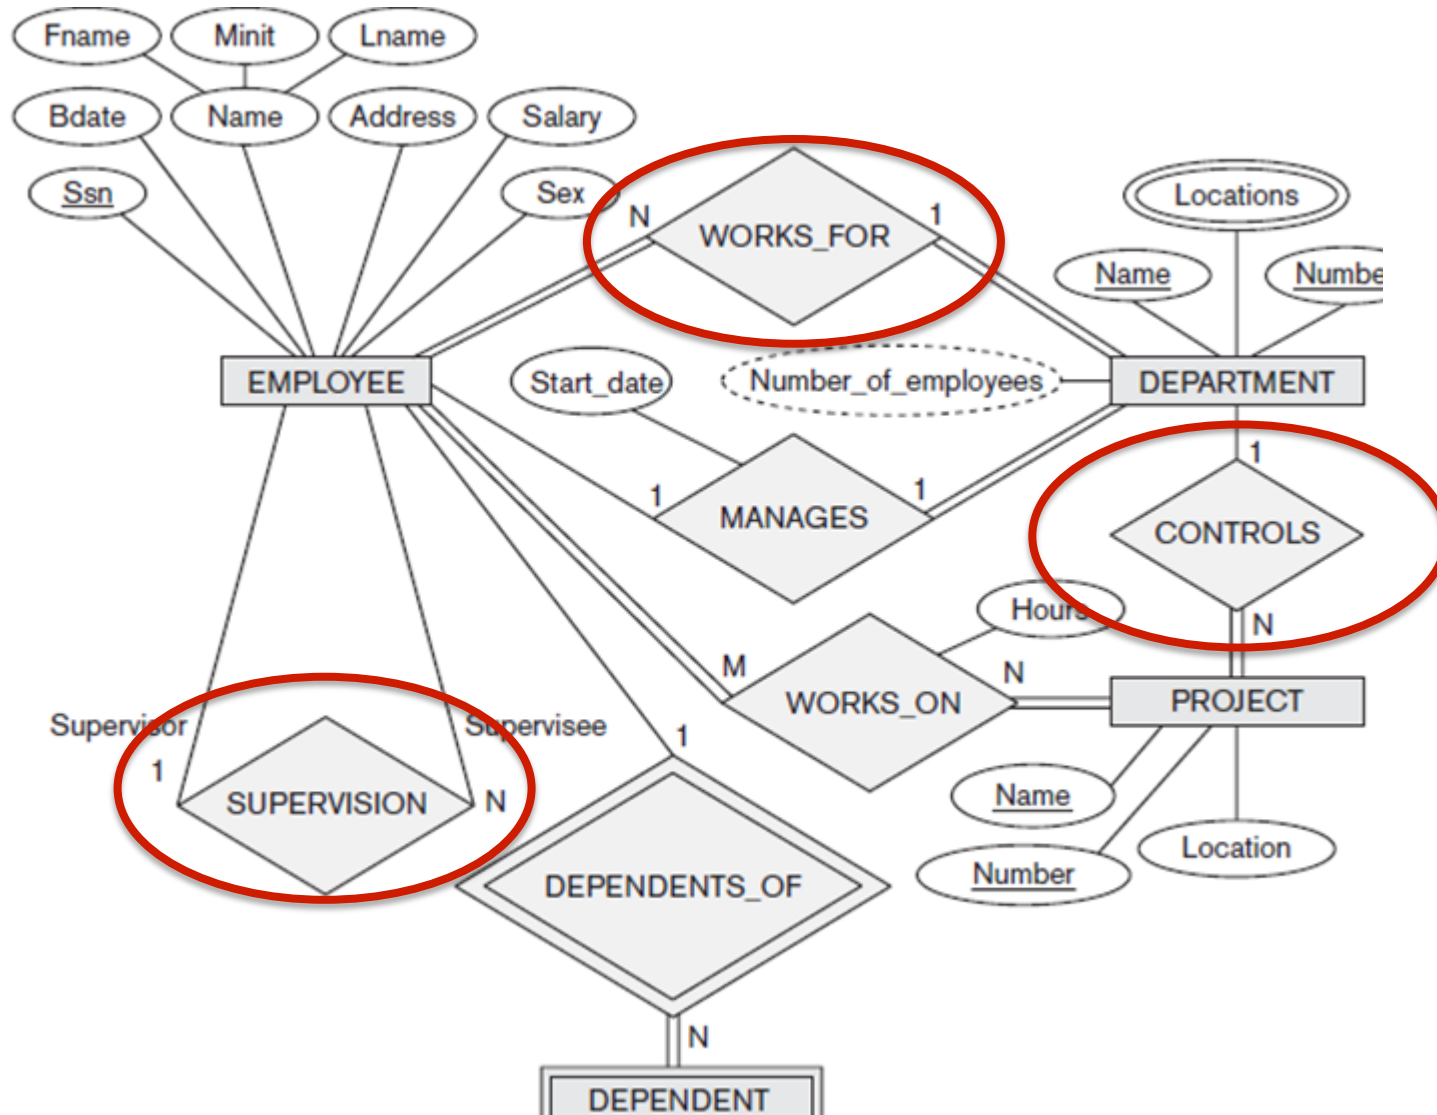 Fname
Minit
Lname
Bdate
Name
Address
Salary
Ssn
Sex
N
WORKS_FOR
1
Locations
Name
Numbe
EMPLOYEE
Start_date
Number_of_employees
DEPARTMENT
1
MANAGES
1
1
CONTROLS
Hours
N
M
WORKS_ON
N
PROJECT
Supervisor
Supervisee
1
1
SUPERVISION
N
Name
Number
Location
DEPENDENTS_OF
N
DEPENDENT